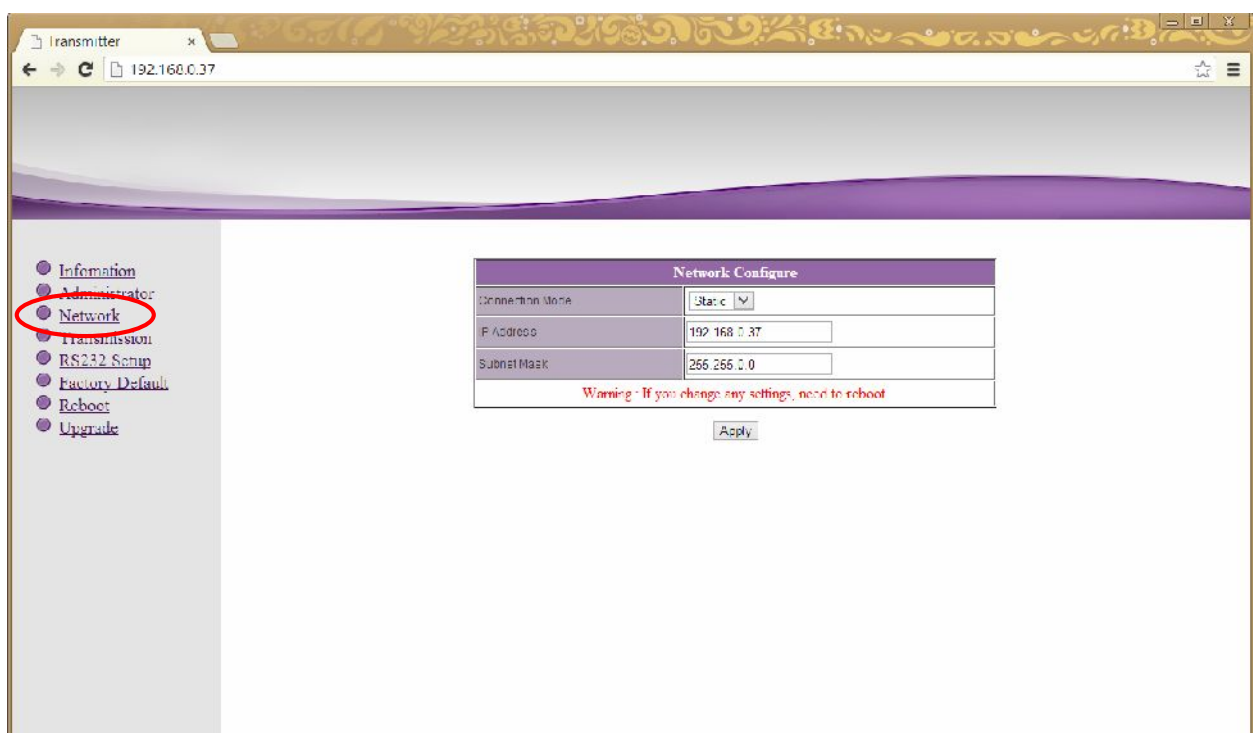 Transmitter
192.168.0.37
Infomation
Administrator
Network
Transmission
RS232 Setup
Factory Default
Reboot
Upgrade
Network Configure
Connection Mode Static
IP Address 192.168.0.37
Subnet Mask 255.255.0.0
Warning : If you change any settings, need to reboot
Apply